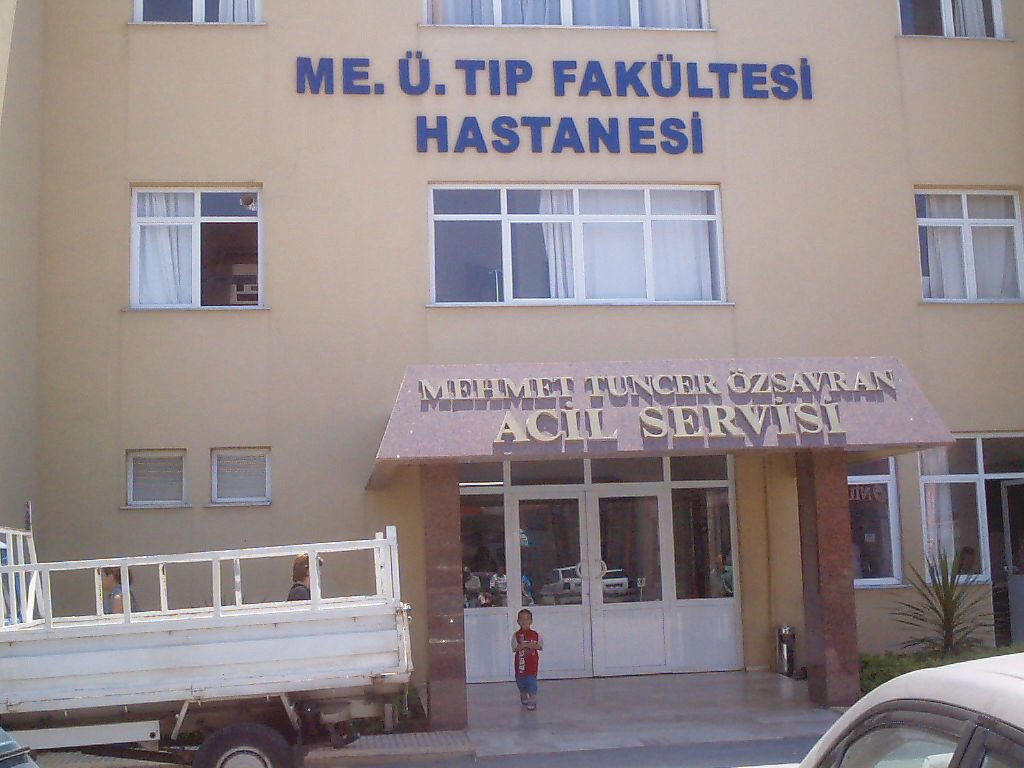 ME. Ü. TIP FAKÜLTESİ
HASTANESİ
MEHMET TUNCER ÖZSAVRAN
ACİL SERVİSİ